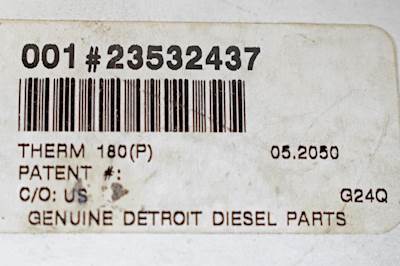 001#23532437
THERM 180(P) 05.2050
PATENT #:
C/O: US G24Q
GENUINE DETROIT DIESEL PARTS